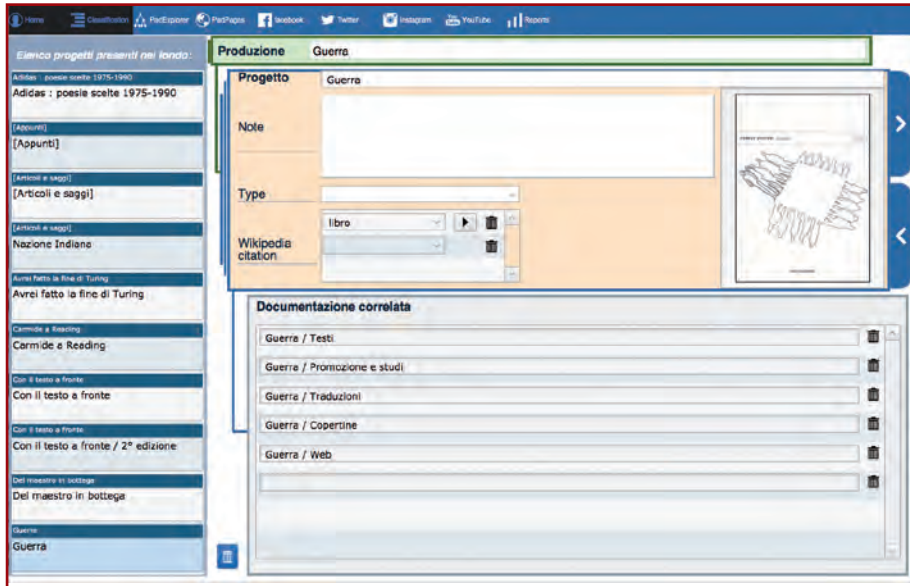 Home Classification PadExplorer PadPages facebook Twitter Instagram YouTube Reports
Elenco progetti presenti nel fondo:
Adidas : poesie scelte 1975-1990
Adidas : poesie scelte 1975-1990
[Appunti]
[Appunti]
[Articoli e saggi]
[Articoli e saggi]
[Articoli e saggi]
Nazione Indiana
Avrei fatto la fine di Turing
Avrei fatto la fine di Turing
Carmide a Reading
Carmide a Reading
Con il testo a fronte
Con il testo a fronte
Con il testo a fronte
Con il testo a fronte / 2° edizione
Del maestro in bottega
Del maestro in bottega
Guerra
Guerra
Produzione Guerra
Progetto Guerra
Note
Type
Wikipedia
citation
libro
Documentazione correlata
Guerra / Testi
Guerra / Promozione e studi
Guerra / Traduzioni
Guerra / Copertine
Guerra / Web